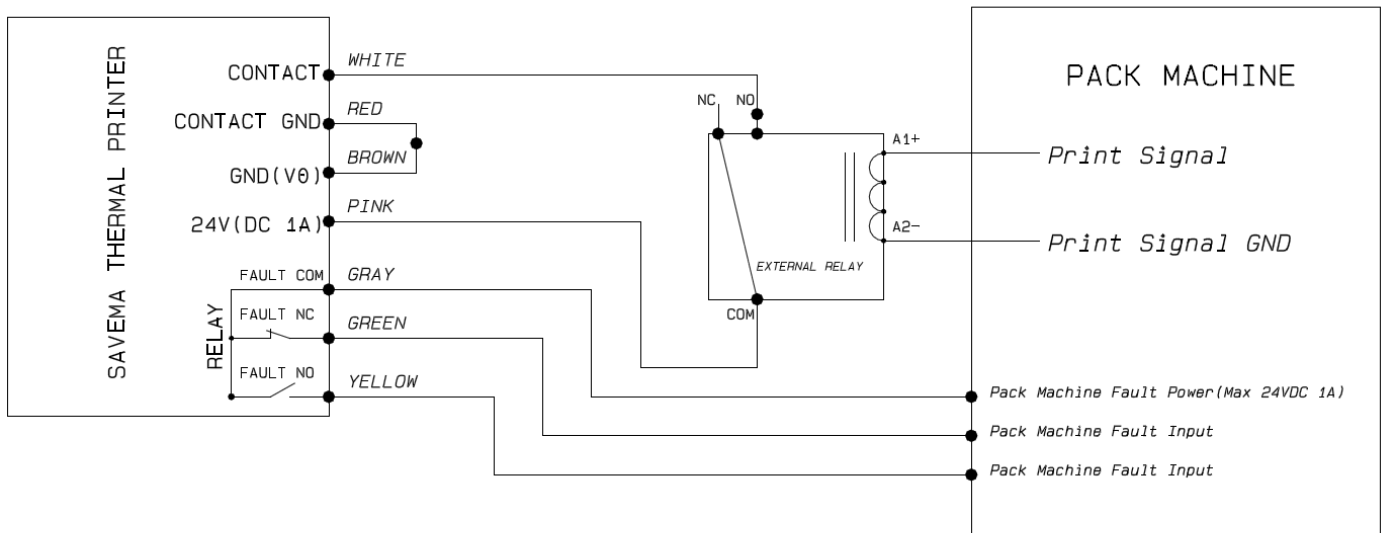 SAVEMA THERMAL PRINTER
CONTACT
WHITE
CONTACT GND
RED
BROWN
GND(V0)
24V(DC 1A)
PINK
FAULT COM
GRAY
RELAY
FAULT NC
GREEN
FAULT NO
YELLOW
NC
NO
A1+
A2-
EXTERNAL RELAY
COM
PACK MACHINE
Print Signal
Print Signal GND
Pack Machine Fault Power(Max 24VDC 1A)
Pack Machine Fault Input
Pack Machine Fault Input